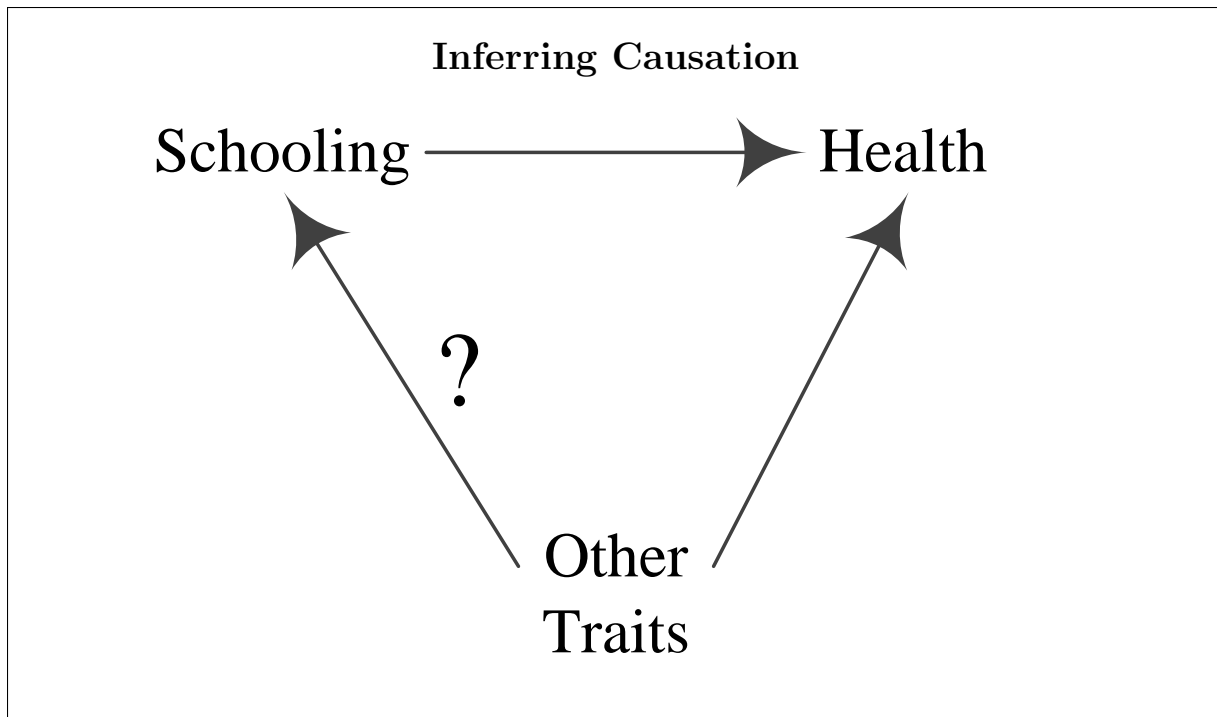 Inferring Causation
Schooling
Health
?
Other
Traits